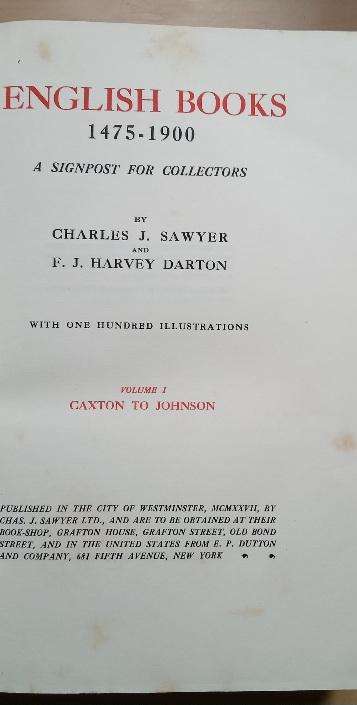 ENGLISH BOOKS
1475-1900
A SIGNPOST FOR COLLECTORS
BY
CHARLES J. SAWYER
AND
F. J. HARVEY DARTON
WITH ONE HUNDRED ILLUSTRATIONS
VOLUME I
CAXTON TO JOHNSON
PUBLISHED IN THE CITY OF WESTMINSTER, MCMXXVII, BY
CHAS. J. SAWYER LTD., AND ARE TO BE OBTAINED AT THEIR
BOOK-SHOP, GRAFTON HOUSE, GRAFTON STREET, OLD BOND
STREET, AND IN THE UNITED STATES FROM E. P. DUTTON
AND COMPANY, 681 FIFTH AVENUE, NEW YORK